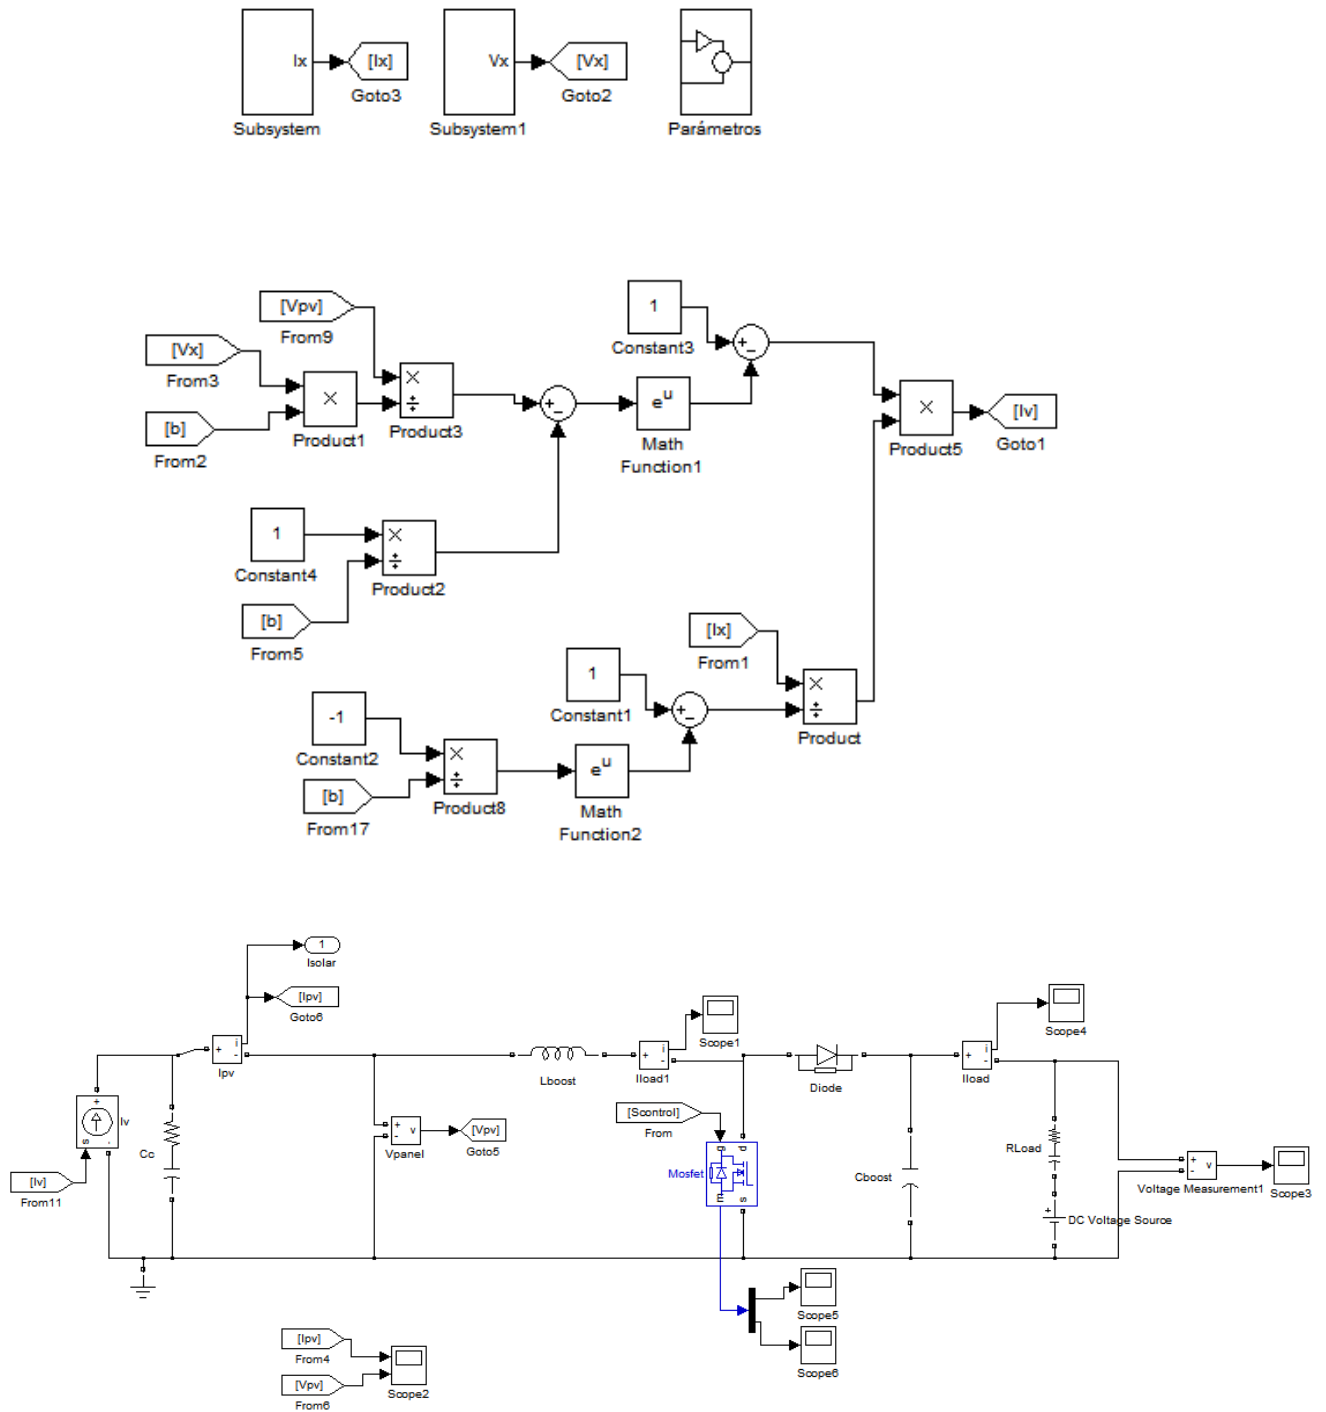 Ix
[Ix]
Goto3
Subsystem
Vx
[Vx]
Goto2
Subsystem1
Parámetros
[Vpv]
From9
[Vx]
From3
[b]
From2
×
Product1
×
÷
Product3
1
Constant3
+
-
+
-
e^u
Math
Function1
×
Product5
[Iv]
Goto1
1
Constant4
×
÷
Product2
[b]
From5
[Ix]
From1
1
Constant1
+
-
×
÷
Product
-1
Constant2
[b]
From17
×
÷
Product8
e^u
Math
Function2
1
Isolar
[Ipv]
Goto6
+
i
-
Ipv
+
s
-
Iv
[Iv]
From11
Cc
+
-
v
Vpanel
[Vpv]
Goto5
Lboost
+
i
-
Iload1
Scope1
[Scontrol]
From
Mosfet
g
d
m
s
Diode
Cboost
+
i
-
Iload
Scope4
RLoad
+
DC Voltage Source
+
-
v
Voltage Measurement1
Scope3
Scope5
Scope6
[Ipv]
From4
[Vpv]
From6
Scope2